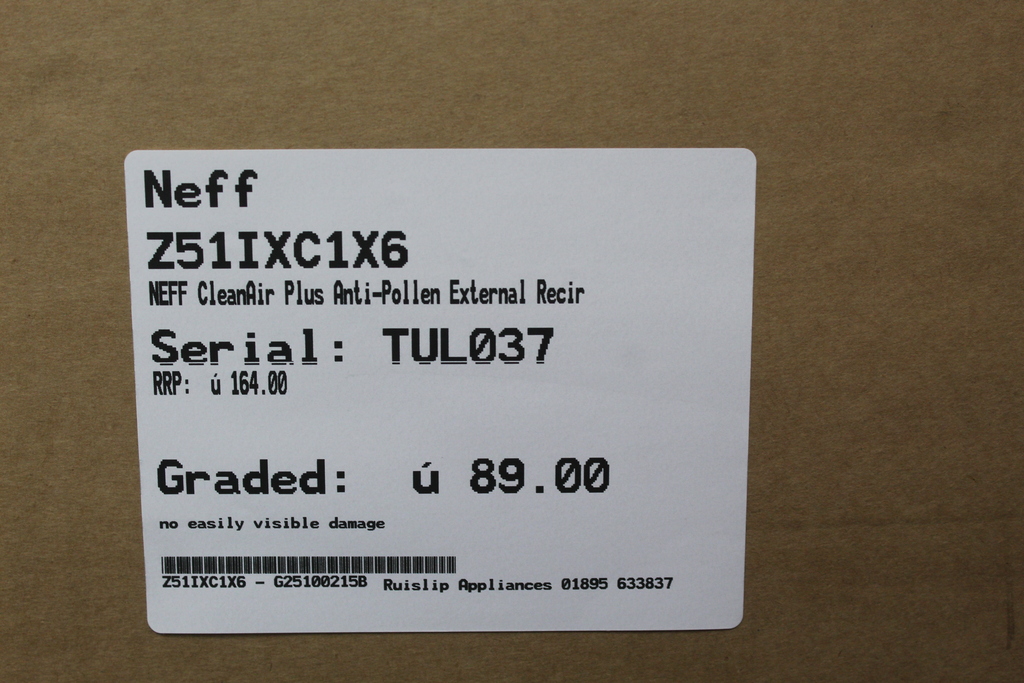 Neff
Z51IXC1X6
NEFF CleanAir Plus Anti-Pollen External Recir
Serial: TUL037
RRP: ú 164.00
Graded: ú 89.00
no easily visible damage
Z51IXC1X6 - G25100215B Ruislip Appliances 01895 633837